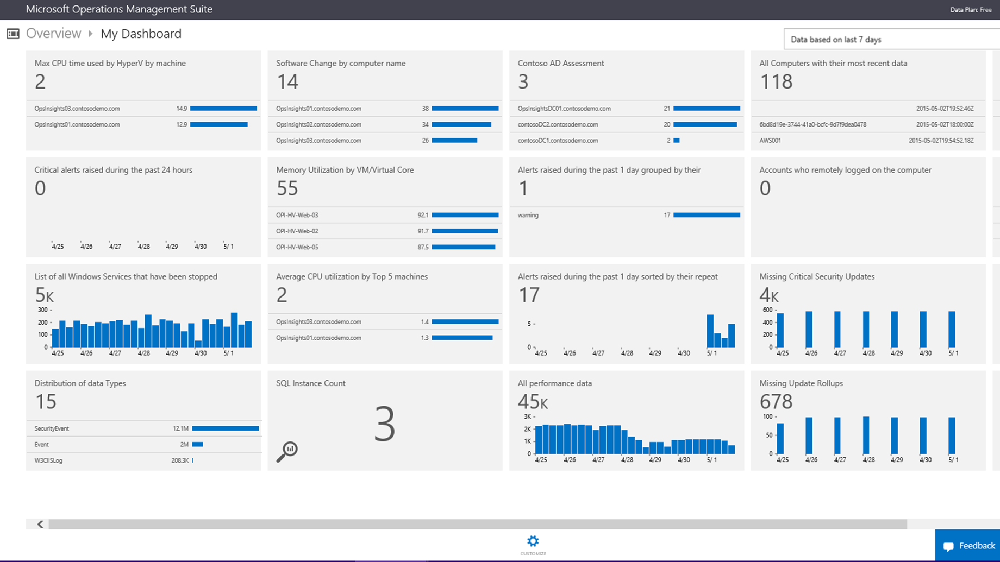 Microsoft Operations Management Suite
Data Plan: Free
Overview My Dashboard
Data based on last 7 days
Max CPU time used by HyperV by machine
2
OpsInsights03.contosodemo.com 14.9
OpsInsights01.contosodemo.com 12.9
Software Change by computer name
14
OpsInsights01.contosodemo.com 38
OpsInsights02.contosodemo.com 34
OpsInsights03.contosodemo.com 26
Contoso AD Assessment
3
OpsInsightsDC01.contosodemo.com 21
contosoDC2.contosodemo.com 20
contosoDC1.contosodemo.com 2
All Computers with their most recent data
118
2015-05-02T19:52:46Z
6bd8d19e-3744-41a0-bcfc-9d7f9dea0478 2015-05-02T18:00:00Z
AWS001 2015-05-02T19:54:52.18Z
Critical alerts raised during the past 24 hours
0
4/25 4/26 4/27 4/28 4/29 4/30 5/ 1
Memory Utilization by VM/Virtual Core
55
OPI-HV-Web-03 92.1
OPI-HV-Web-02 91.7
OPI-HV-Web-05 87.5
Alerts raised during the past 1 day grouped by their
1
warning 17
Accounts who remotely logged on the computer
0
List of all Windows Services that have been stopped
5K
300
200
100
0
4/25 4/26 4/27 4/28 4/29 4/30 5/ 1
Average CPU utilization by Top 5 machines
2
OpsInsights03.contosodemo.com 1.4
OpsInsights01.contosodemo.com 1.3
Alerts raised during the past 1 day sorted by their repeat
17
5
0
4/25 4/26 4/27 4/28 4/29 4/30 5/ 1
Missing Critical Security Updates
4K
600
400
200
0
4/25 4/26 4/27 4/28 4/29 4/30 5/ 1
Distribution of data Types
15
SecurityEvent 12.1M
Event 2M
W3CIISLog 208.3K
SQL Instance Count
3
All performance data
45K
3K
2K
1K
0
4/25 4/26 4/27 4/28 4/29 4/30 5/ 1
Missing Update Rollups
678
100
50
0
4/25 4/26 4/27 4/28 4/29 4/30 5/ 1
CUSTOMIZE
Feedback